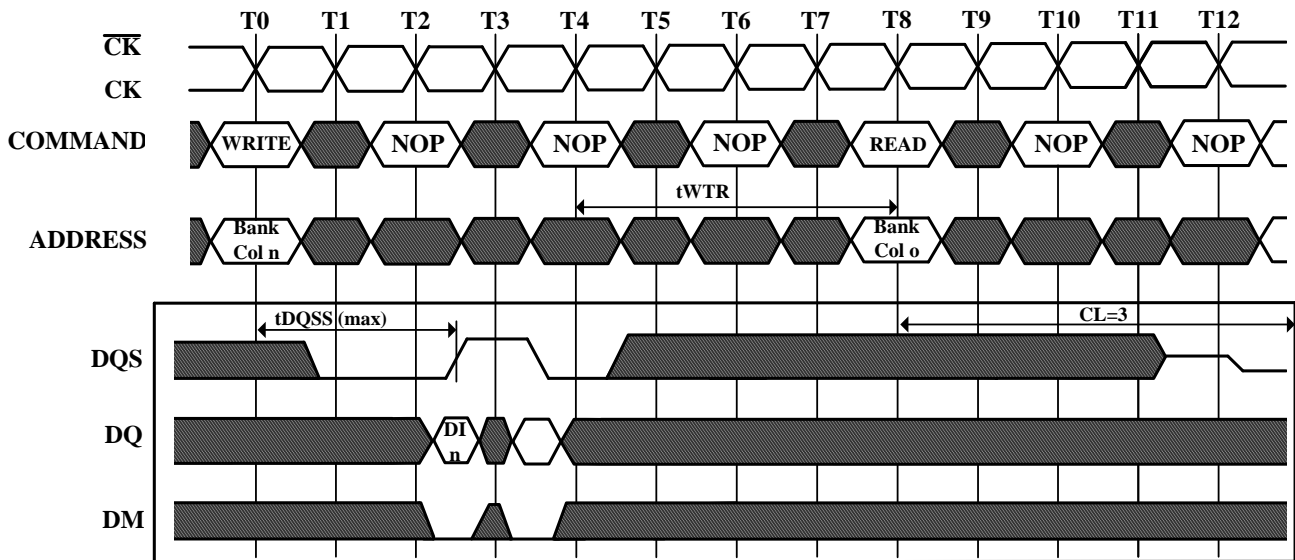 T0 T1 T2 T3 T4 T5 T6 T7 T8 T9 T10 T11 T12
CK
CK
COMMAND WRITE NOP NOP NOP READ NOP NOP
tWTR
ADDRESS Bank Col n Bank Col o
tDQSS (max) CL=3
DQS
DQ DI n
DM